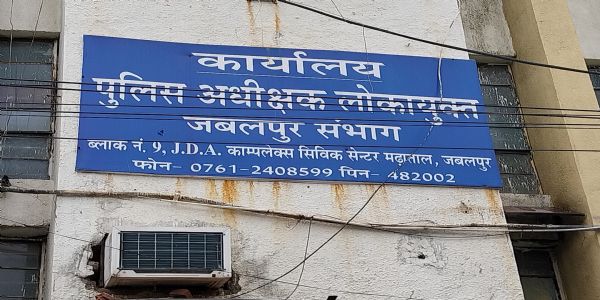 कार्यालय
पुलिस अधीक्षक लोकायुक्त
जबलपुर संभाग
ब्लाक नं. 9, J.D.A. काम्पलेक्स सिविक सेन्टर मढ़ाताल, जबलपुर
फोन- 0761-2408599 पिन- 482002